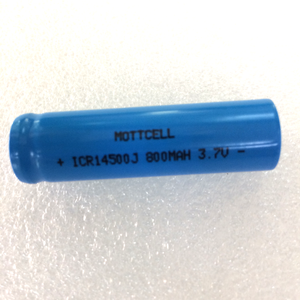 MOTTCELL
+ ICR14500J 800MAH 3.7V -